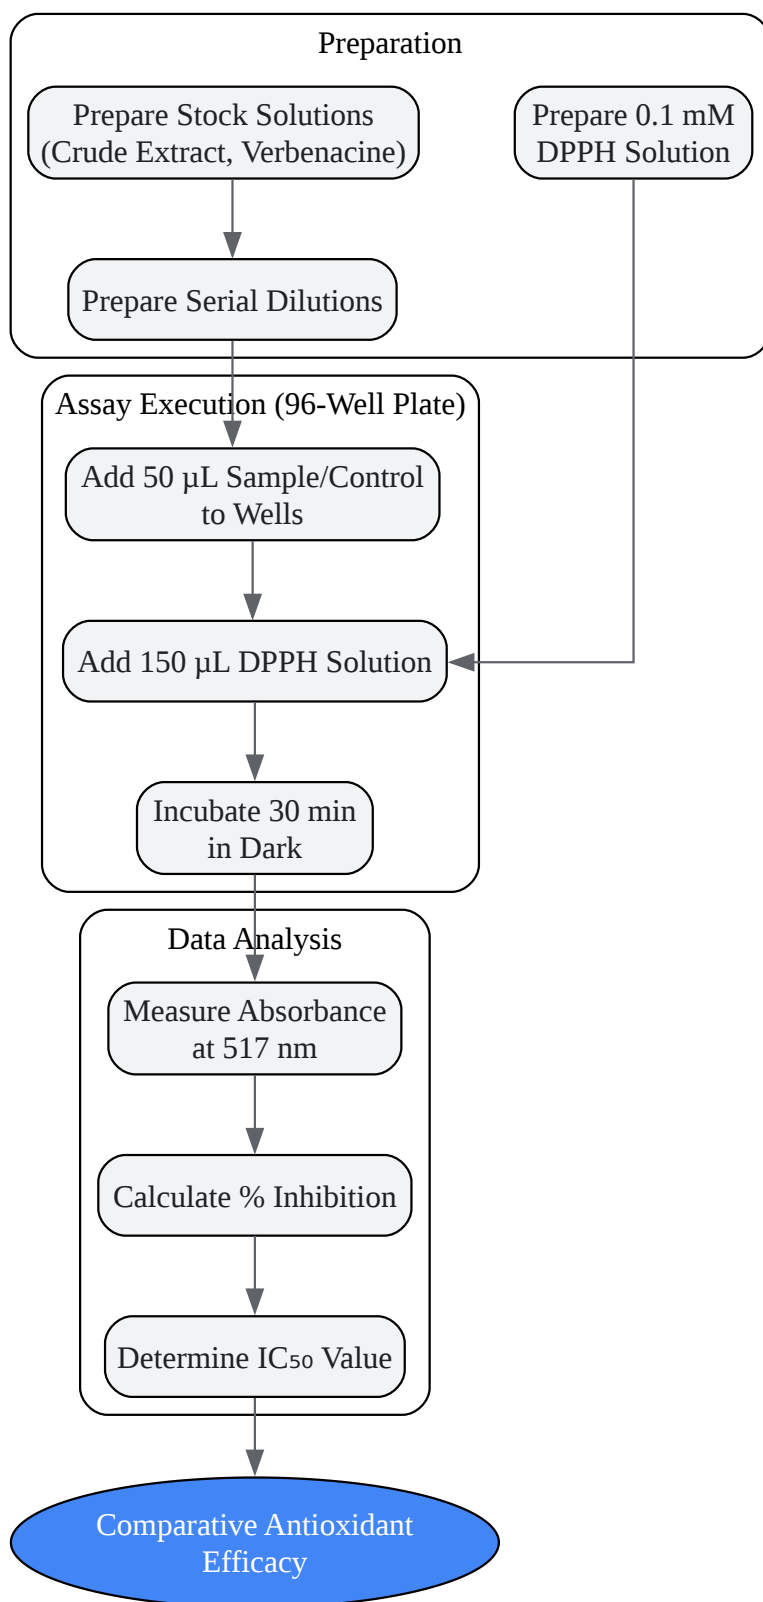 Preparation
Prepare Stock Solutions
(Crude Extract, Verbenacine)
Prepare 0.1 mM
DPPH Solution
Prepare Serial Dilutions
Assay Execution (96-Well Plate)
Add 50 µL Sample/Control
to Wells
Add 150 µL DPPH Solution
Incubate 30 min
in Dark
Data Analysis
Measure Absorbance
at 517 nm
Calculate % Inhibition
Determine IC₅₀ Value
Comparative Antioxidant
Efficacy